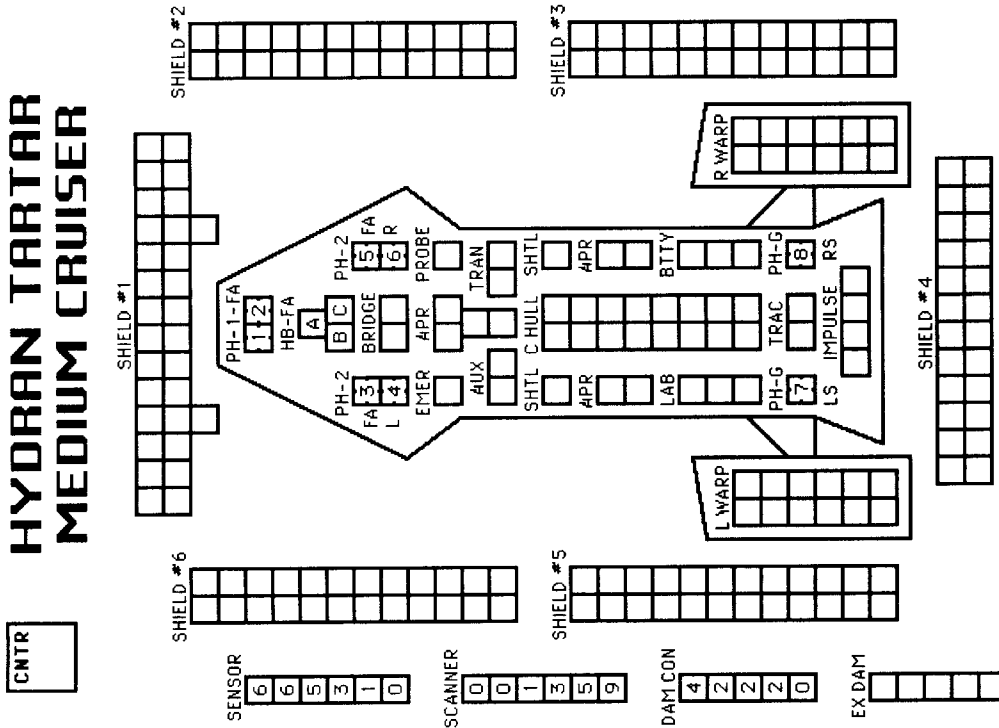 HYDRAN TARTAR
MEDIUM CRUISER
CNTR
SHIELD #1
SHIELD #2
SHIELD #6
SHIELD #3
SHIELD #5
SHIELD #4
PH-1-FA
1 2
HB-FA
A
B C
BRIDGE
APR
PH-2
3
4
FA
L
PH-2
5
6
FA
R
EMER
PROBE
AUX
TRAN
SHTL
C HULL
SHTL
APR
APR
LAB
BTTY
PH-G
7
LS
TRAC
PH-G
8
RS
IMPULSE
L WARP
R WARP
SENSOR
6
6
5
3
1
0
SCANNER
0
0
1
3
5
9
DAM CON
4
2
2
2
0
EX DAM